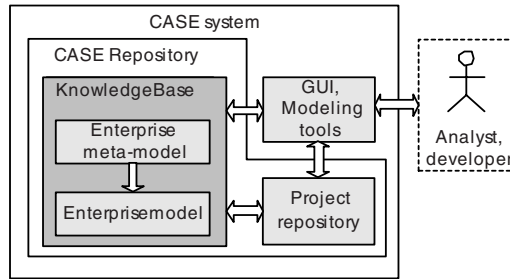 CASE system
CASE Repository
KnowledgeBase
Enterprise
meta-model
Enterprisemodel
GUI,
Modeling
tools
Project
repository
Analyst,
developer